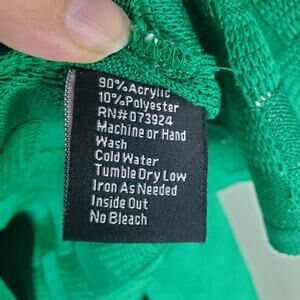 90%Acrylic
10%Polyester
RN#073924
Machine or Hand
Wash
Cold Water
Tumble Dry Low
Iron As Needed
Inside Out
No Bleach